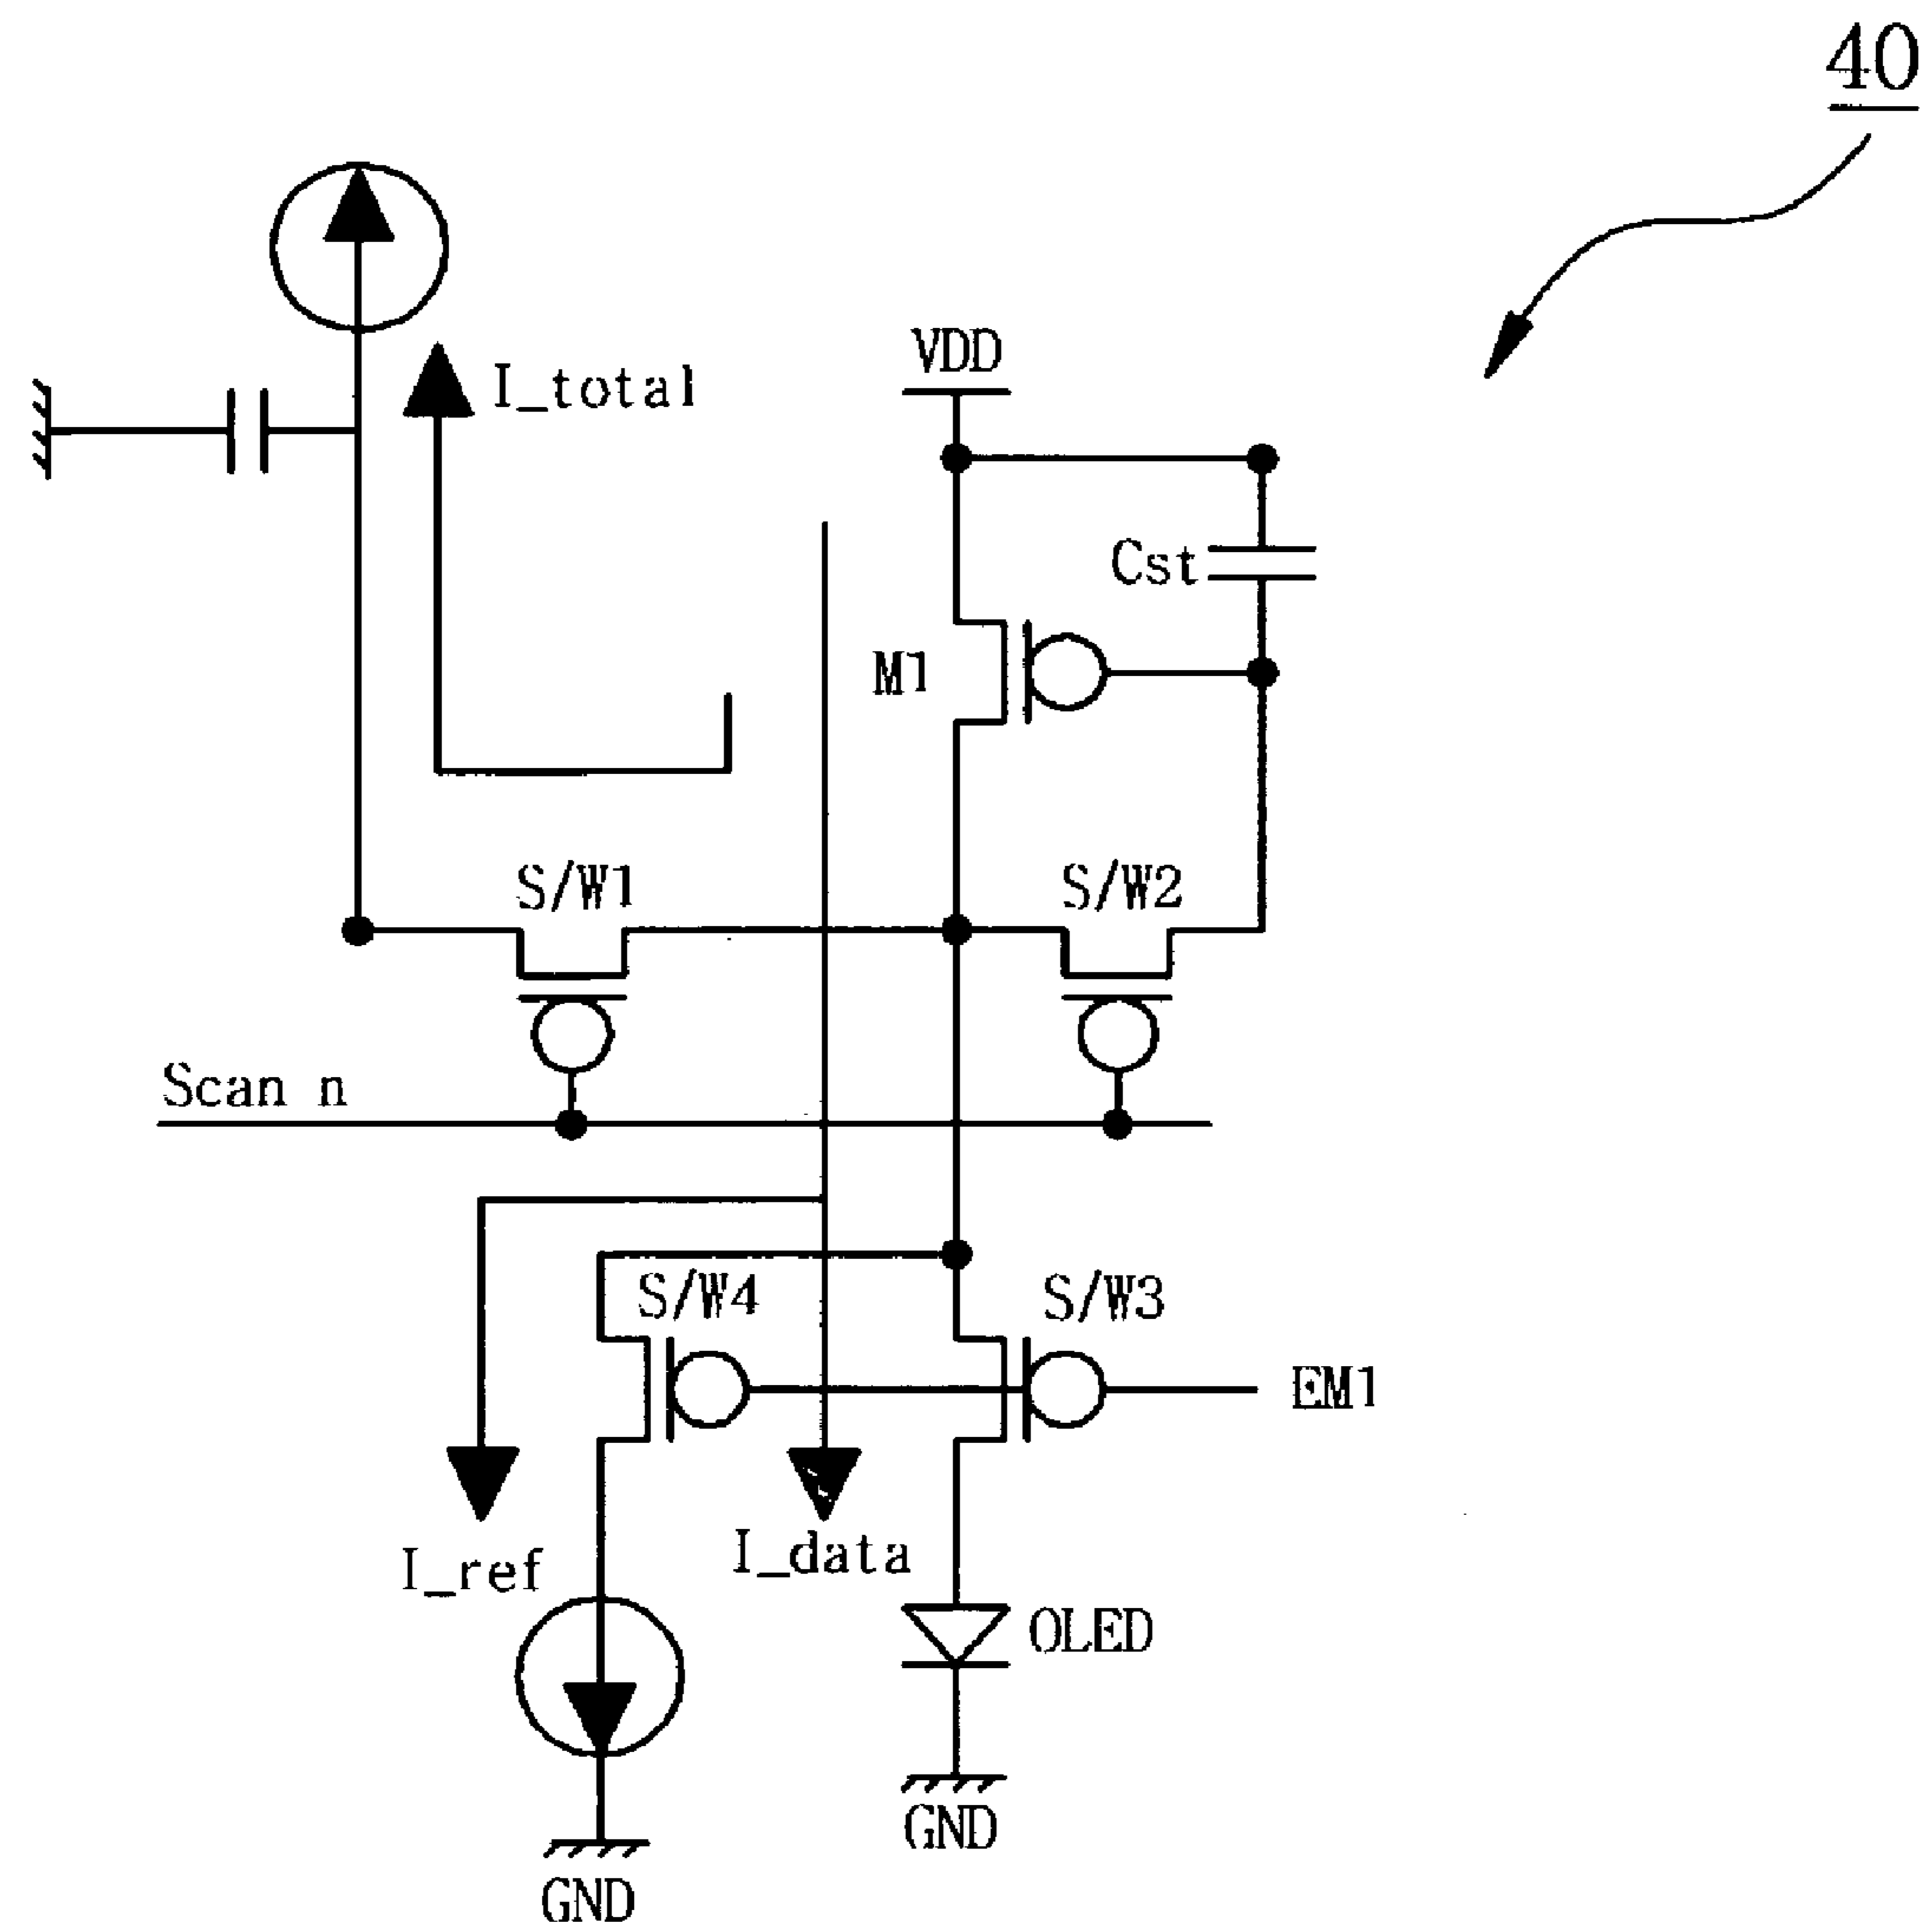 40
VDD
I_total
Cst
M1
S/W1
S/W2
Scan n
S/W4
S/W3
EM1
I_ref
I_data
OLED
GND
GND